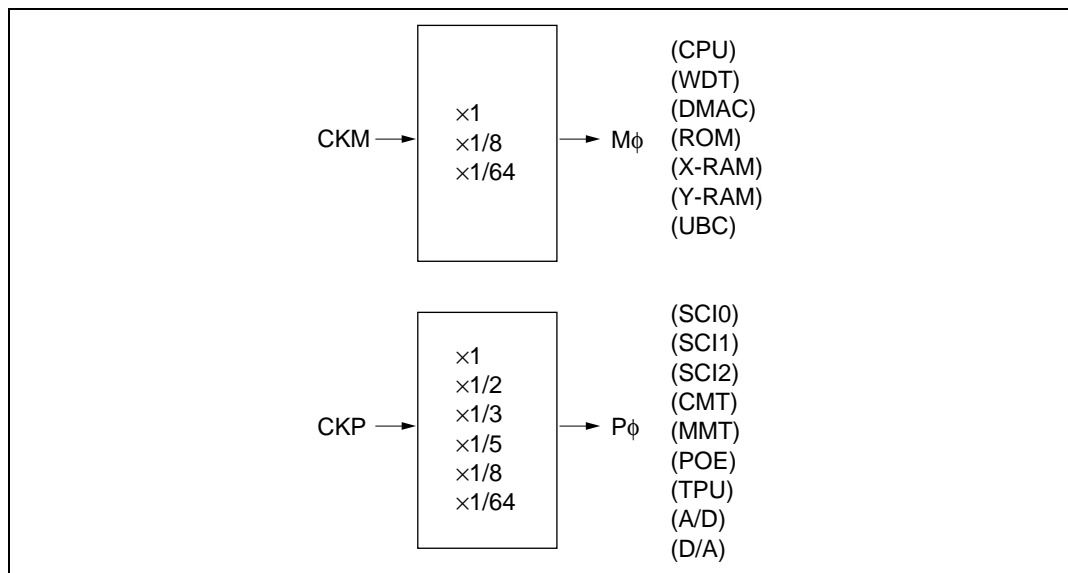 CKM
×1
×1/8
×1/64
Mϕ
(CPU)
(WDT)
(DMAC)
(ROM)
(X-RAM)
(Y-RAM)
(UBC)
CKP
×1
×1/2
×1/3
×1/5
×1/8
×1/64
Pϕ
(SCI0)
(SCI1)
(SCI2)
(CMT)
(MMT)
(POE)
(TPU)
(A/D)
(D/A)